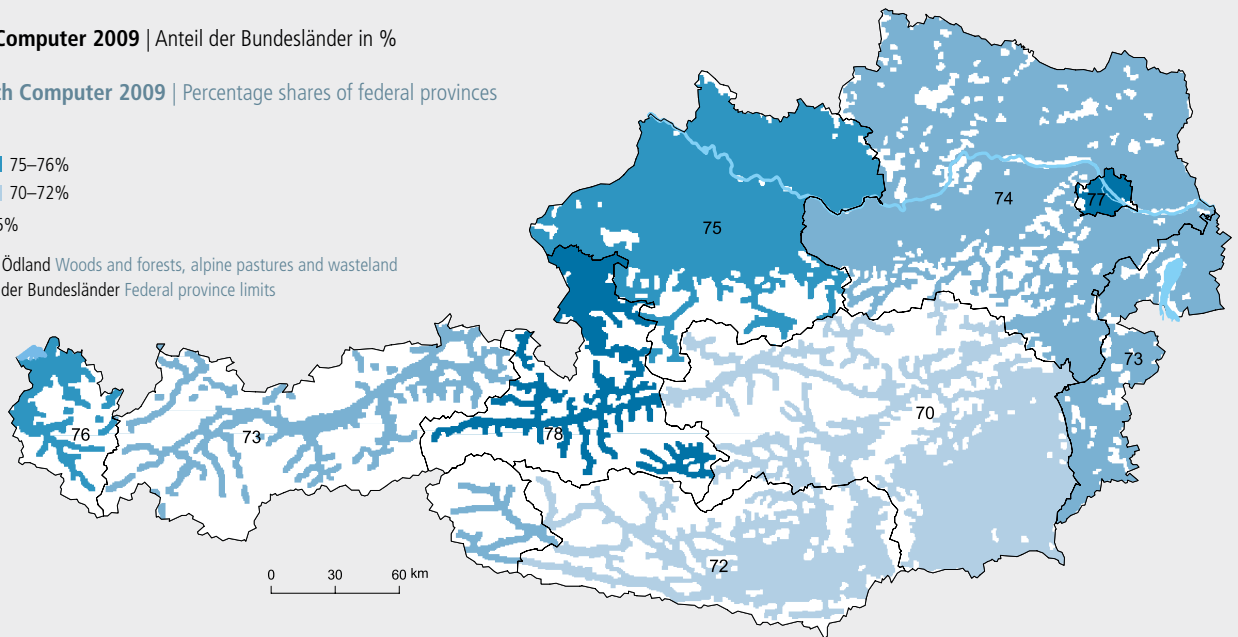 Computer 2009 | Anteil der Bundesländer in %
Computer 2009 | Percentage shares of federal provinces
75–76%
70–72%
Ödland Woods and forests, alpine pastures and wasteland
der Bundesländer Federal province limits
74
77
75
73
70
76
73
78
72
0 30 60 km